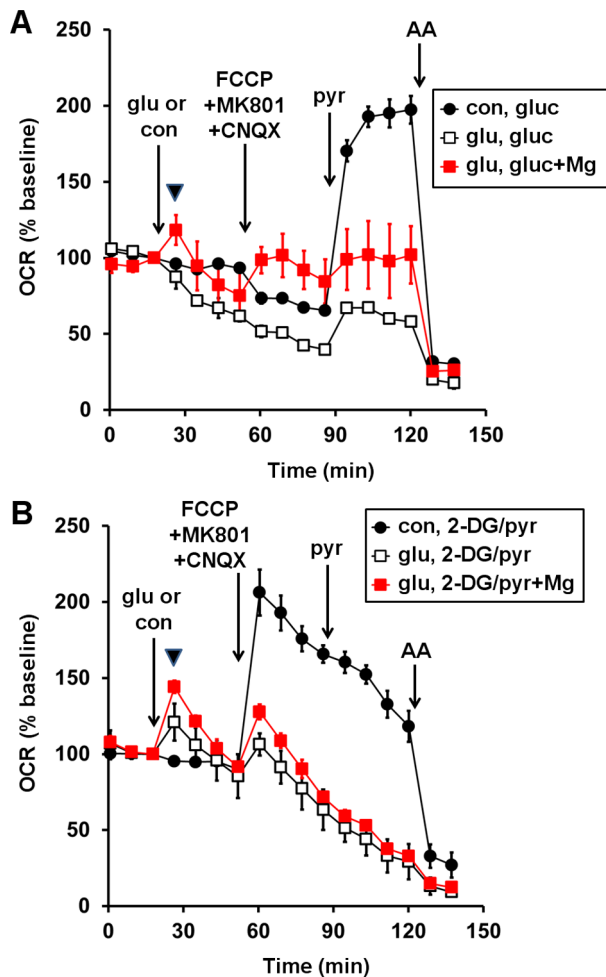 A
250
200
150
100
50
0
OCR (% baseline)
glu or
con
FCCP
+MK801
+CNQX
pyr
AA
con, gluc
glu, gluc
glu, gluc+Mg
0
30
60
90
120
150
Time (min)
B
250
200
150
100
50
0
OCR (% baseline)
glu or
con
FCCP
+MK801
+CNQX
pyr
AA
con, 2-DG/pyr
glu, 2-DG/pyr
glu, 2-DG/pyr+Mg
0
30
60
90
120
150
Time (min)